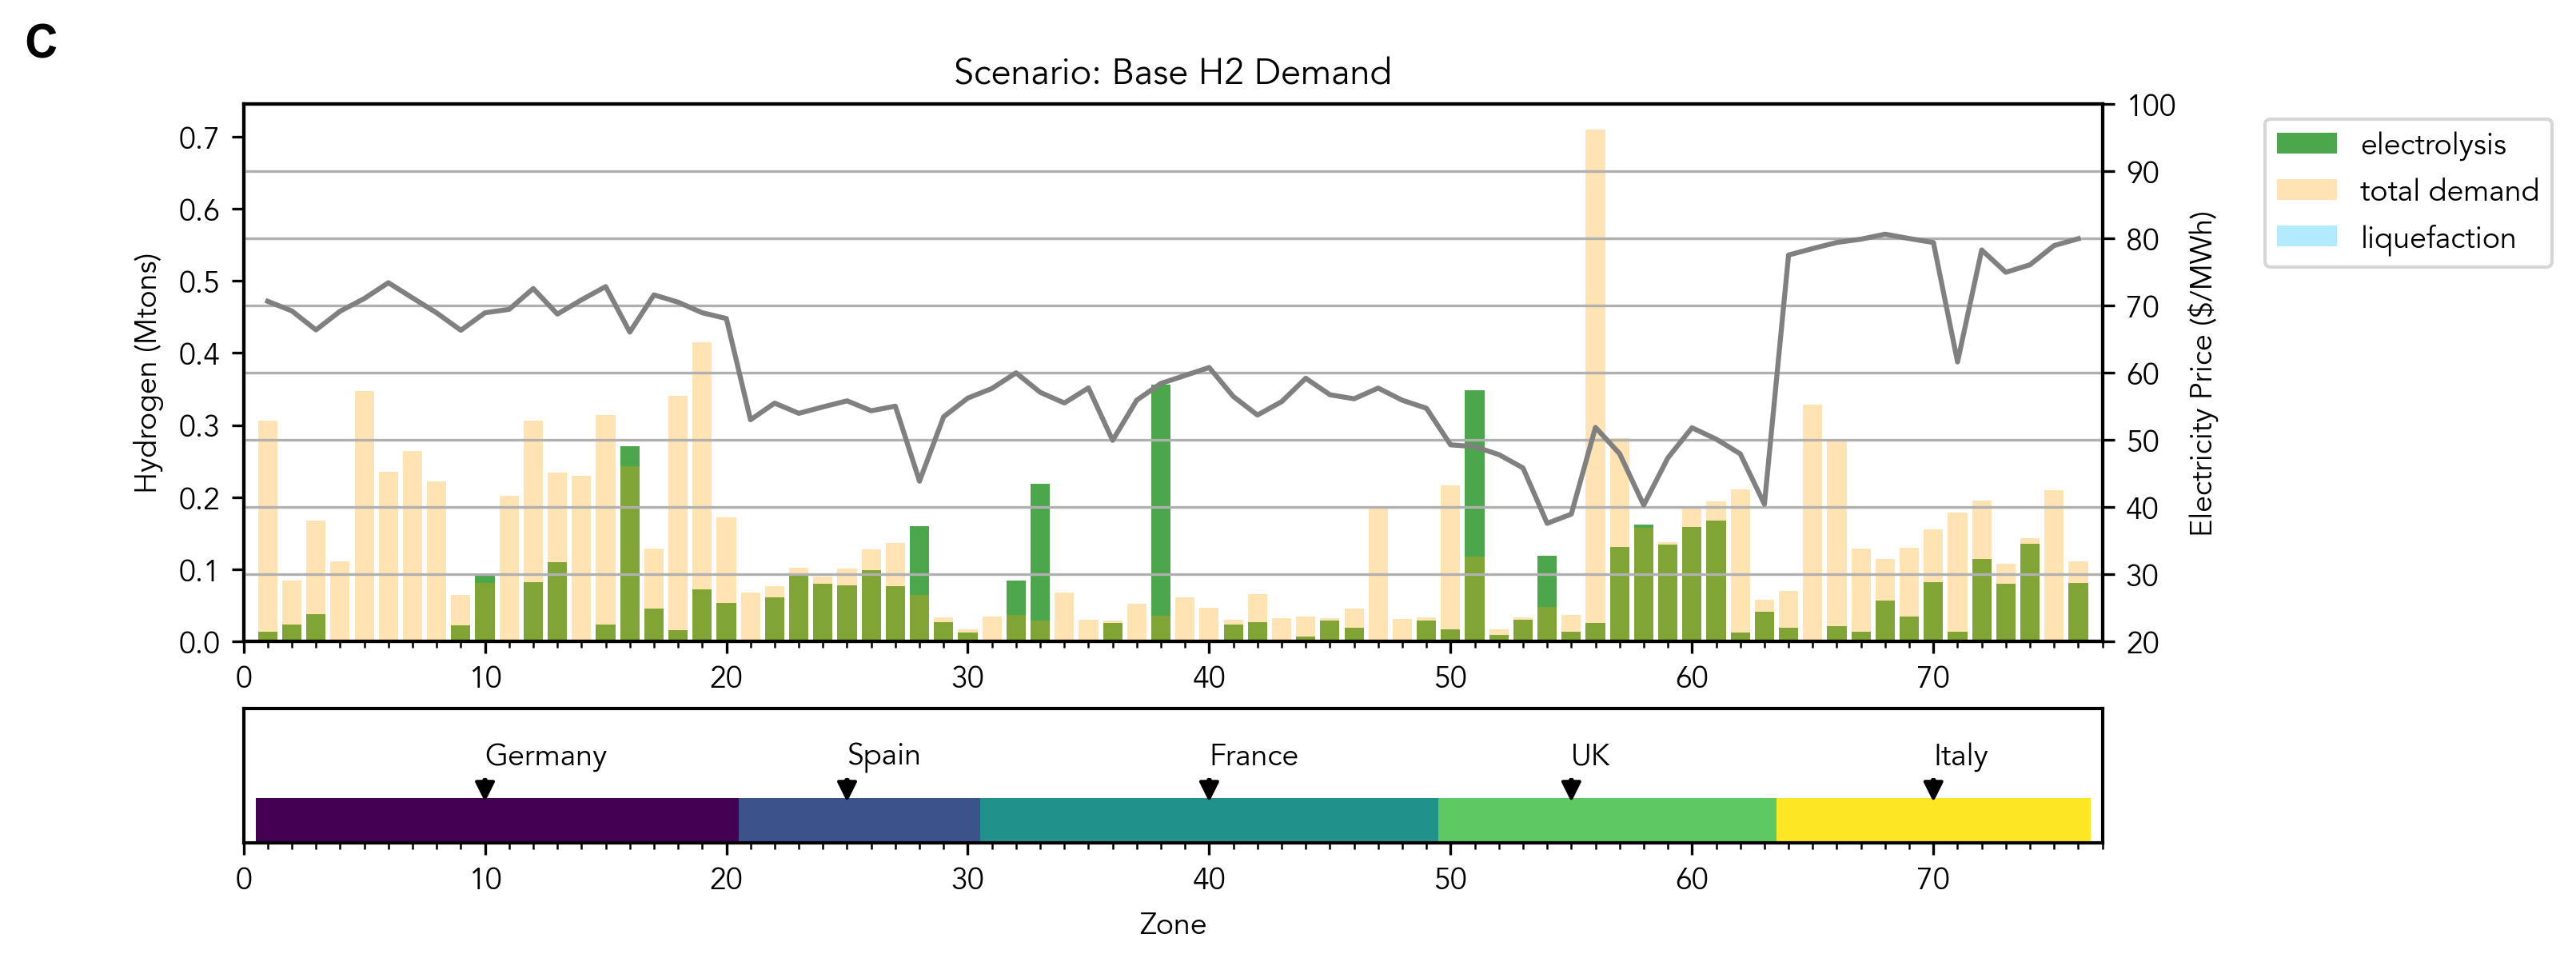 C
Scenario: Base H2 Demand
Hydrogen (Mtons)
0.7
0.6
0.5
0.4
0.3
0.2
0.1
0.0
100
90
80
70
60
50
40
30
20
Electricity Price ($/MWh)
electrolysis
total demand
liquefaction
0 10 20 30 40 50 60 70
Germany Spain France UK Italy
0 10 20 30 40 50 60 70
Zone